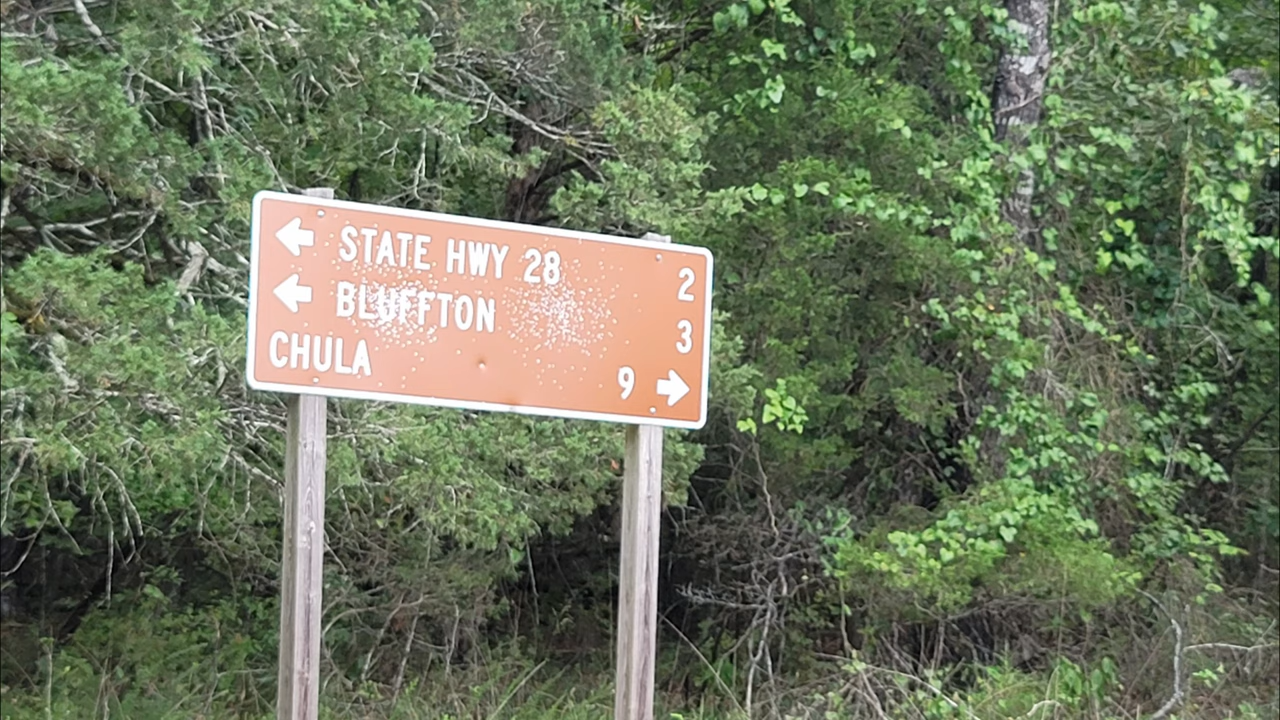 ← STATE HWY 28 2
← BLUFFTON 3
CHULA 9 →